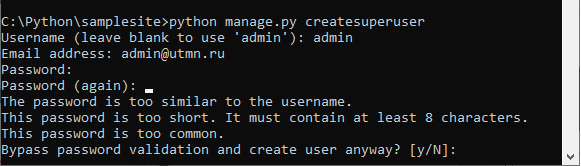 C:\Python\samplesite>python manage.py createsuperuser
Username (leave blank to use 'admin'): admin
Email address: admin@utmn.ru
Password:
Password (again):
The password is too similar to the username.
This password is too short. It must contain at least 8 characters.
This password is too common.
Bypass password validation and create user anyway? [y/N]: